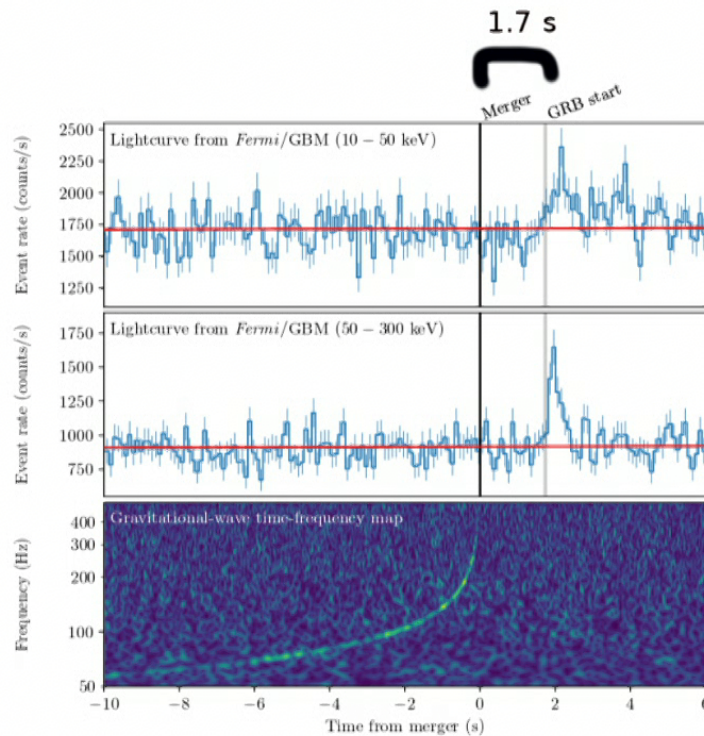 1.7 s
Merger
GRB start
Lightcurve from Fermi/GBM (10 − 50 keV)
Event rate (counts/s)
2500
2250
2000
1750
1500
1250
Lightcurve from Fermi/GBM (50 − 300 keV)
Event rate (counts/s)
1750
1500
1250
1000
750
Gravitational-wave time-frequency map
Frequency (Hz)
400
300
200
100
50
−10 −8 −6 −4 −2 0 2 4 6
Time from merger (s)